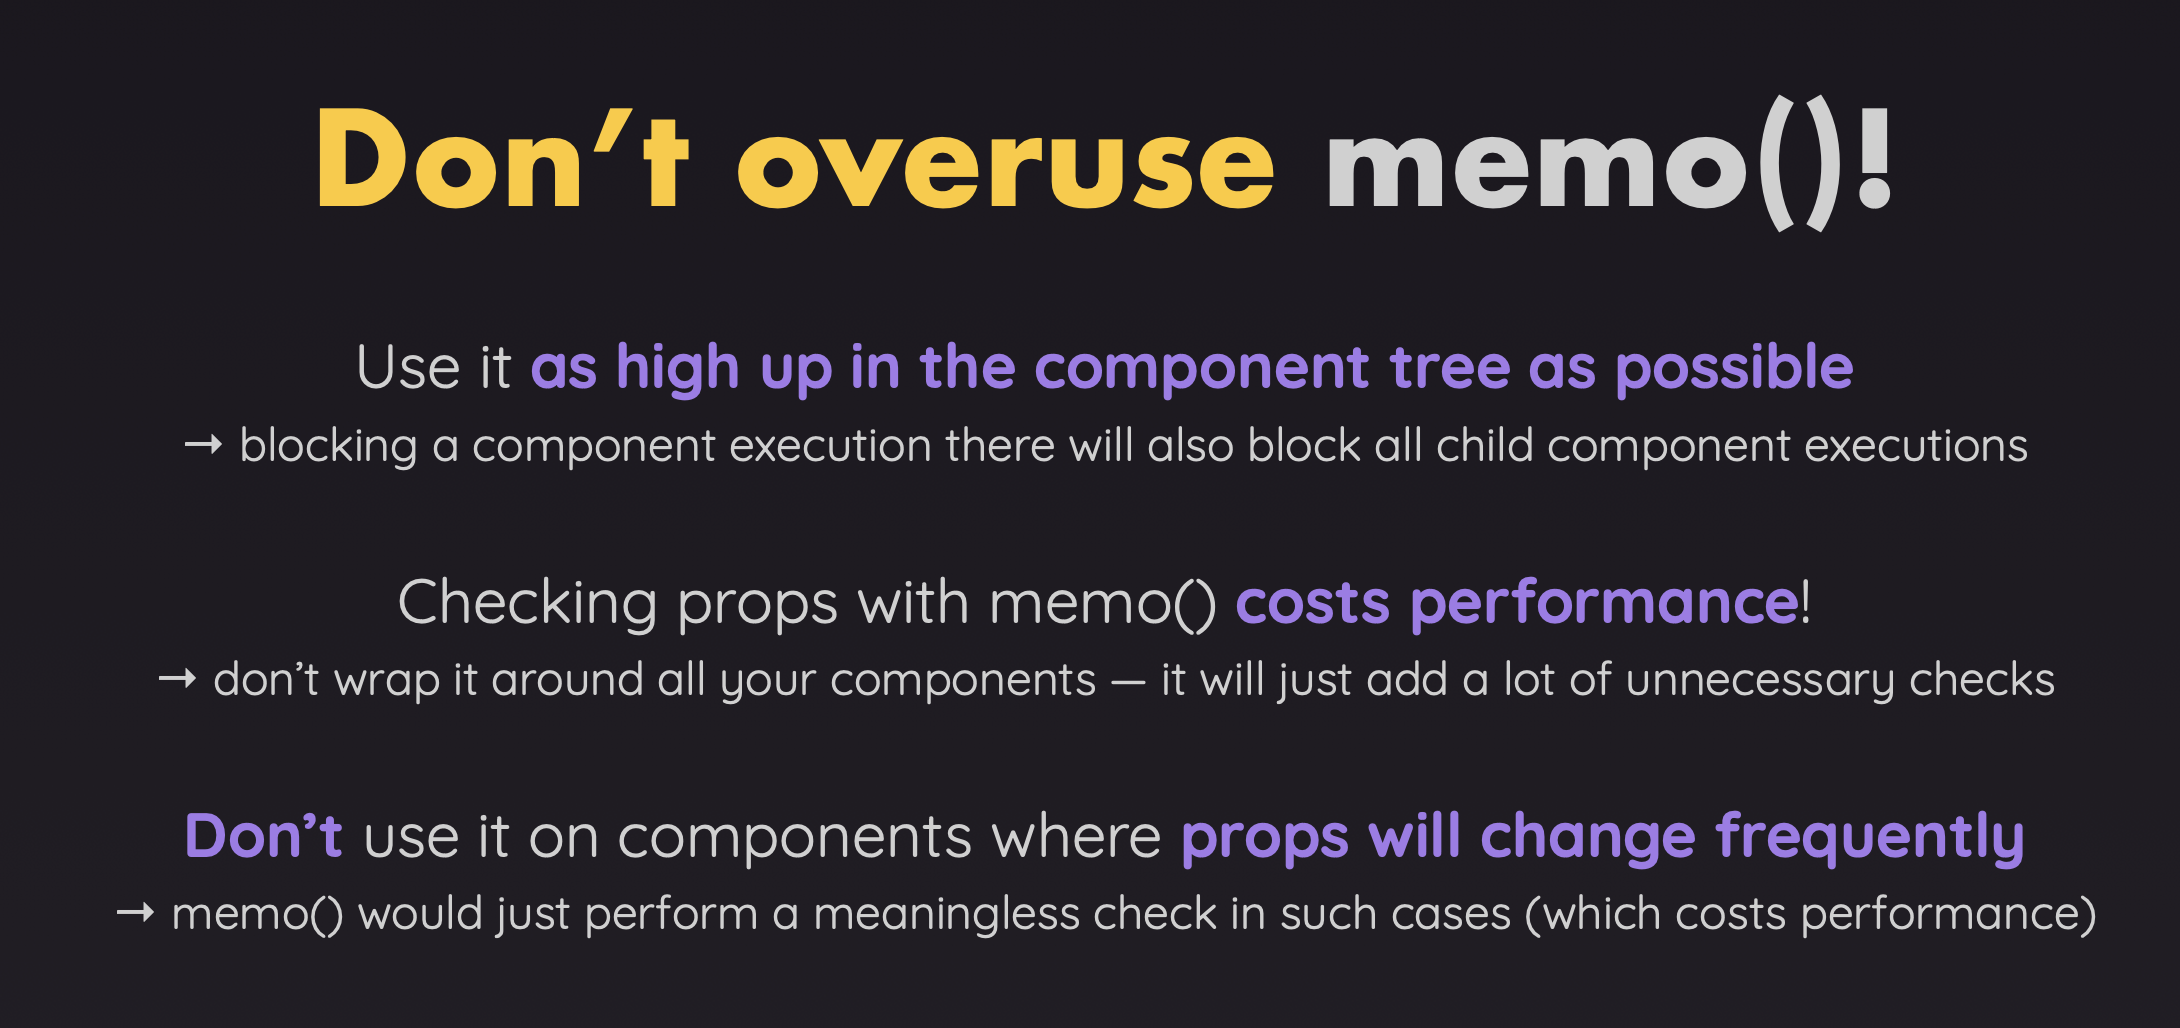 Don’t overuse memo()!
Use it as high up in the component tree as possible
→ blocking a component execution there will also block all child component executions
Checking props with memo() costs performance!
→ don’t wrap it around all your components — it will just add a lot of unnecessary checks
Don’t use it on components where props will change frequently
→ memo() would just perform a meaningless check in such cases (which costs performance)